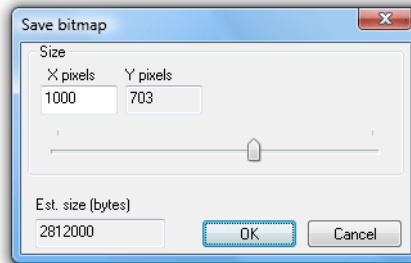 Save bitmap
Size
X pixels Y pixels
1000 703
Est. size (bytes)
2812000 OK Cancel